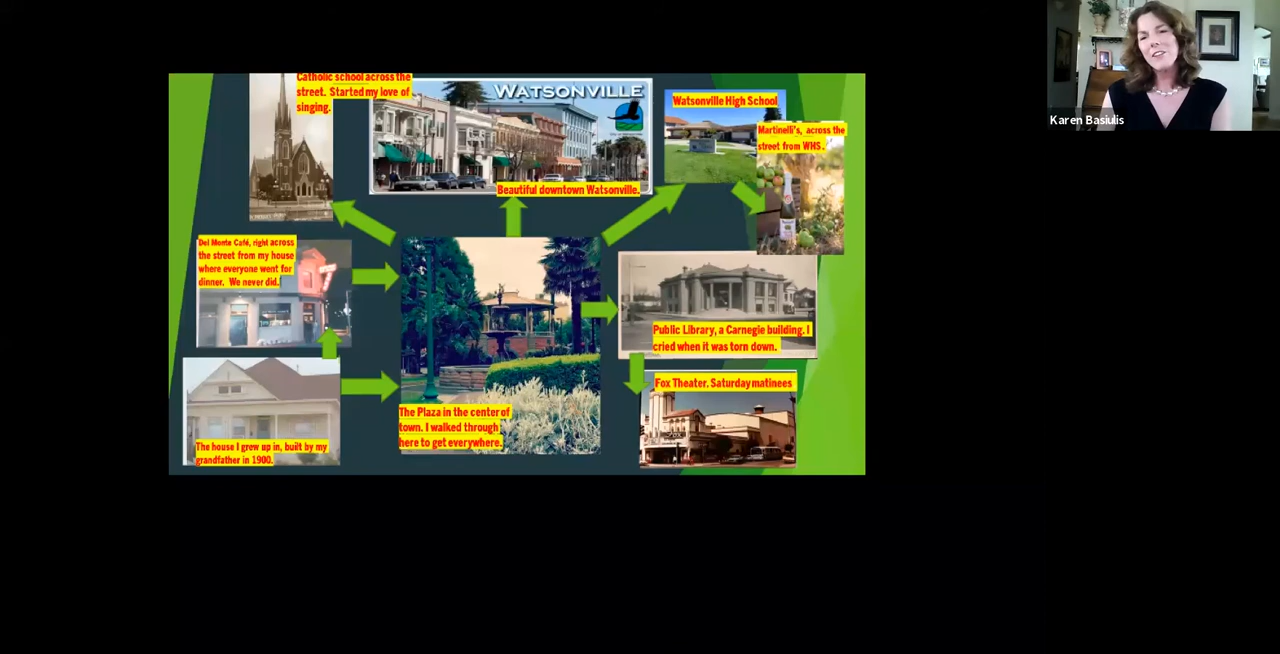 Catholic school across the
street. Started my love of
singing.
WATSONVILLE
Beautiful downtown Watsonville.
Watsonville High School
Martinelli's, across the
street from WHS.
Karen Basiulis
Del Monte Café, right across
the street from my house
where everyone went for
dinner. We never did.
Public Library, a Carnegie building. I
cried when it was torn down.
Fox Theater. Saturday matinees
The Plaza in the center of
town. I walked through
here to get everywhere.
The house I grew up in, built by my
grandfather in 1900.